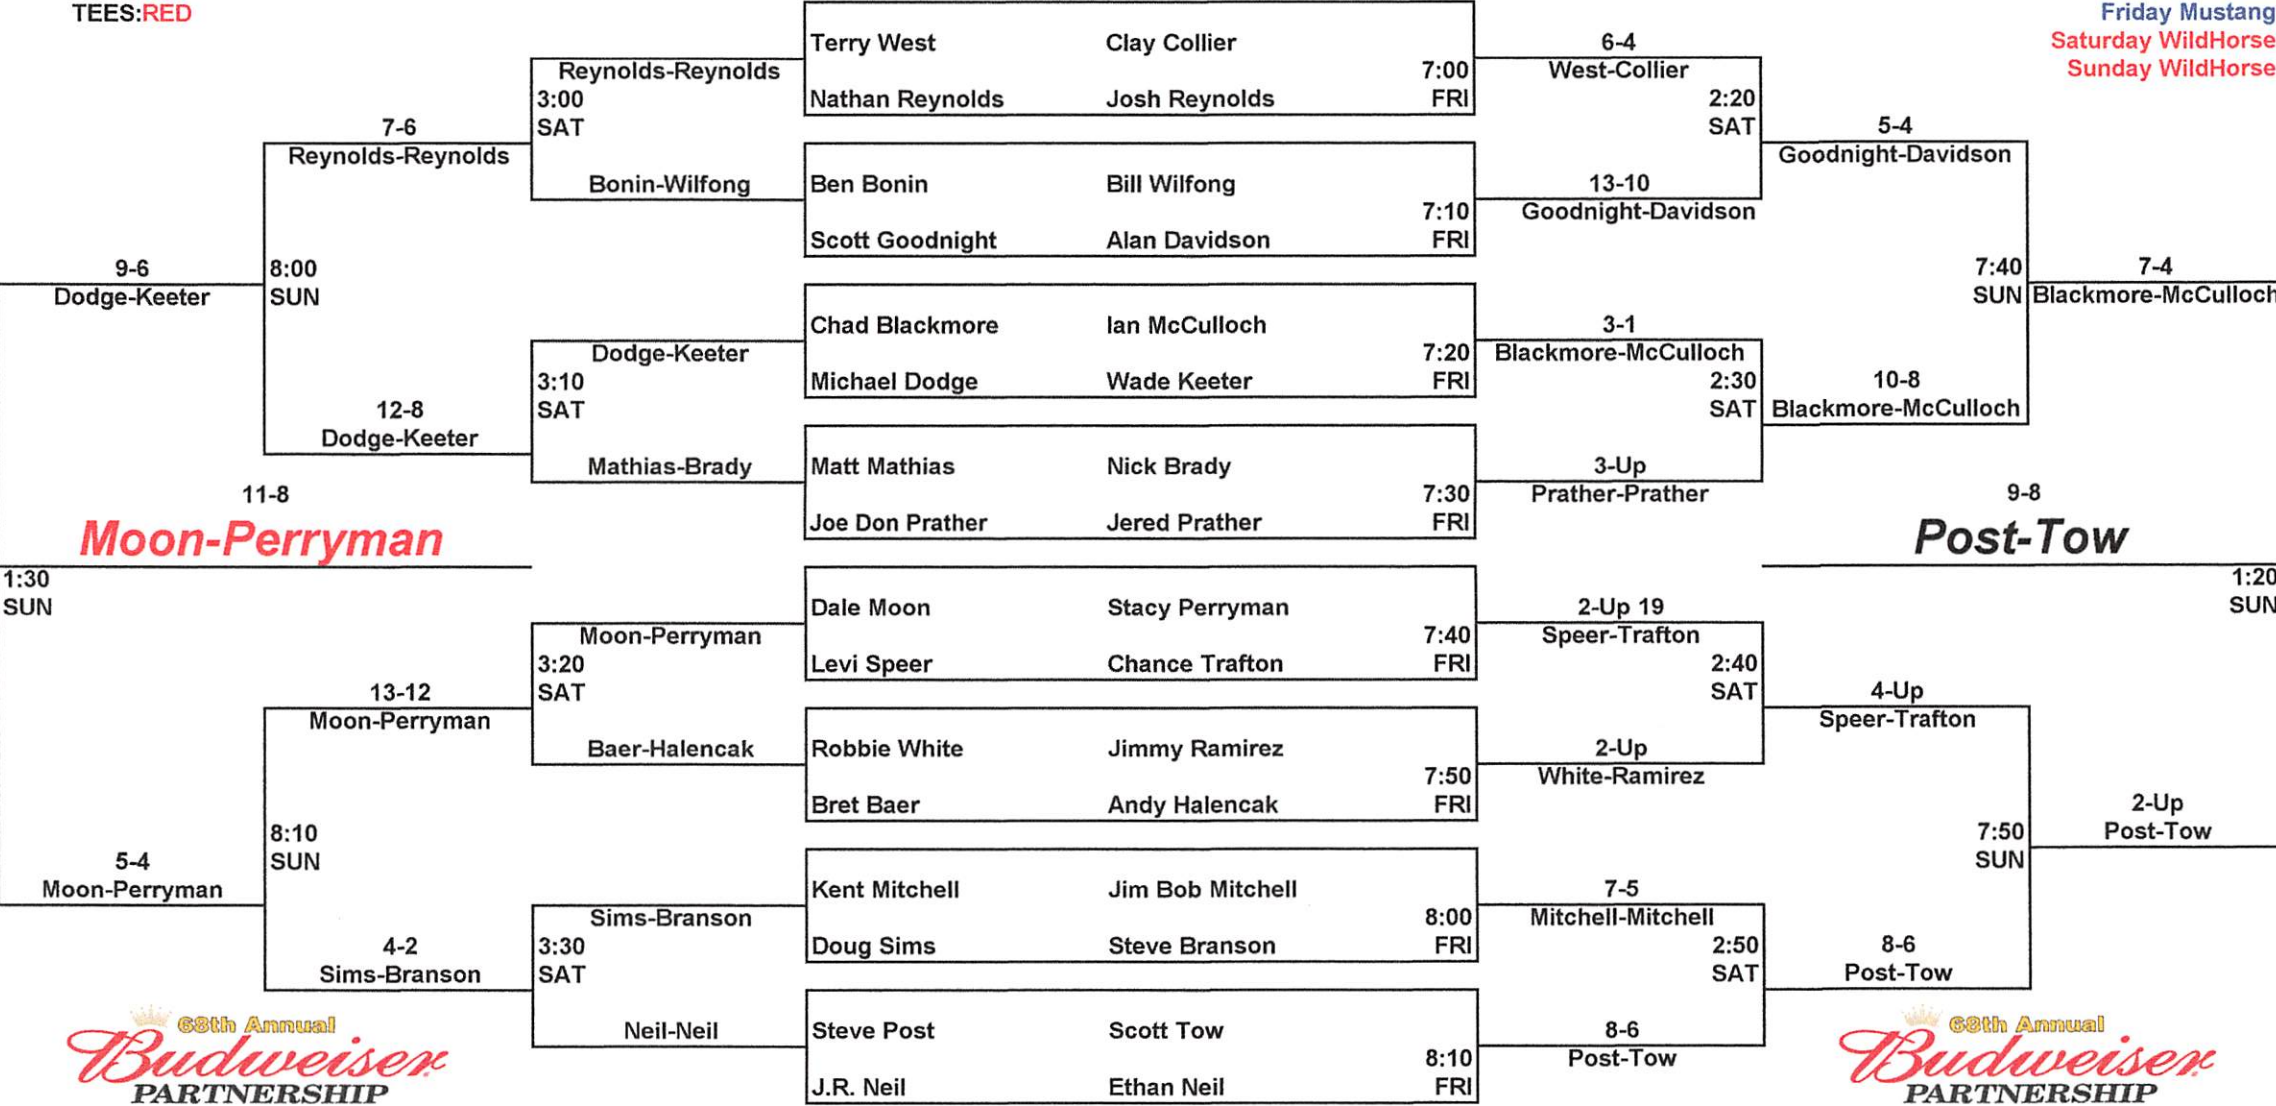 TEES:RED
Friday Mustang
Saturday WildHorse
Sunday WildHorse
9-6
Dodge-Keeter
11-8
Moon-Perryman
1:30
SUN
5-4
Moon-Perryman
7-6
Reynolds-Reynolds
8:00
SUN
12-8
Dodge-Keeter
13-12
Moon-Perryman
8:10
SUN
4-2
Sims-Branson
Reynolds-Reynolds
3:00
SAT
Bonin-Wilfong
Dodge-Keeter
3:10
SAT
Mathias-Brady
Moon-Perryman
3:20
SAT
Baer-Halencak
Sims-Branson
3:30
SAT
Neil-Neil
Terry West Clay Collier
7:00
Nathan Reynolds Josh Reynolds FRI
Ben Bonin Bill Wilfong
7:10
Scott Goodnight Alan Davidson FRI
Chad Blackmore Ian McCulloch
7:20
Michael Dodge Wade Keeter FRI
Matt Mathias Nick Brady
7:30
Joe Don Prather Jered Prather FRI
Dale Moon Stacy Perryman
7:40
Levi Speer Chance Trafton FRI
Robbie White Jimmy Ramirez
7:50
Bret Baer Andy Halencak FRI
Kent Mitchell Jim Bob Mitchell
8:00
Doug Sims Steve Branson FRI
Steve Post Scott Tow
8:10
J.R. Neil Ethan Neil FRI
6-4
West-Collier
2:20
SAT
13-10
Goodnight-Davidson
3-1
Blackmore-McCulloch
2:30
SAT
3-Up
Prather-Prather
2-Up 19
Speer-Trafton
2:40
SAT
2-Up
White-Ramirez
7-5
Mitchell-Mitchell
2:50
SAT
8-6
Post-Tow
5-4
Goodnight-Davidson
7:40
SUN
10-8
Blackmore-McCulloch
4-Up
Speer-Trafton
7:50
SUN
8-6
Post-Tow
7-4
Blackmore-McCulloch
9-8
Post-Tow
1:20
SUN
2-Up
Post-Tow
68th Annual
Budweiser
PARTNERSHIP
68th Annual
Budweiser
PARTNERSHIP